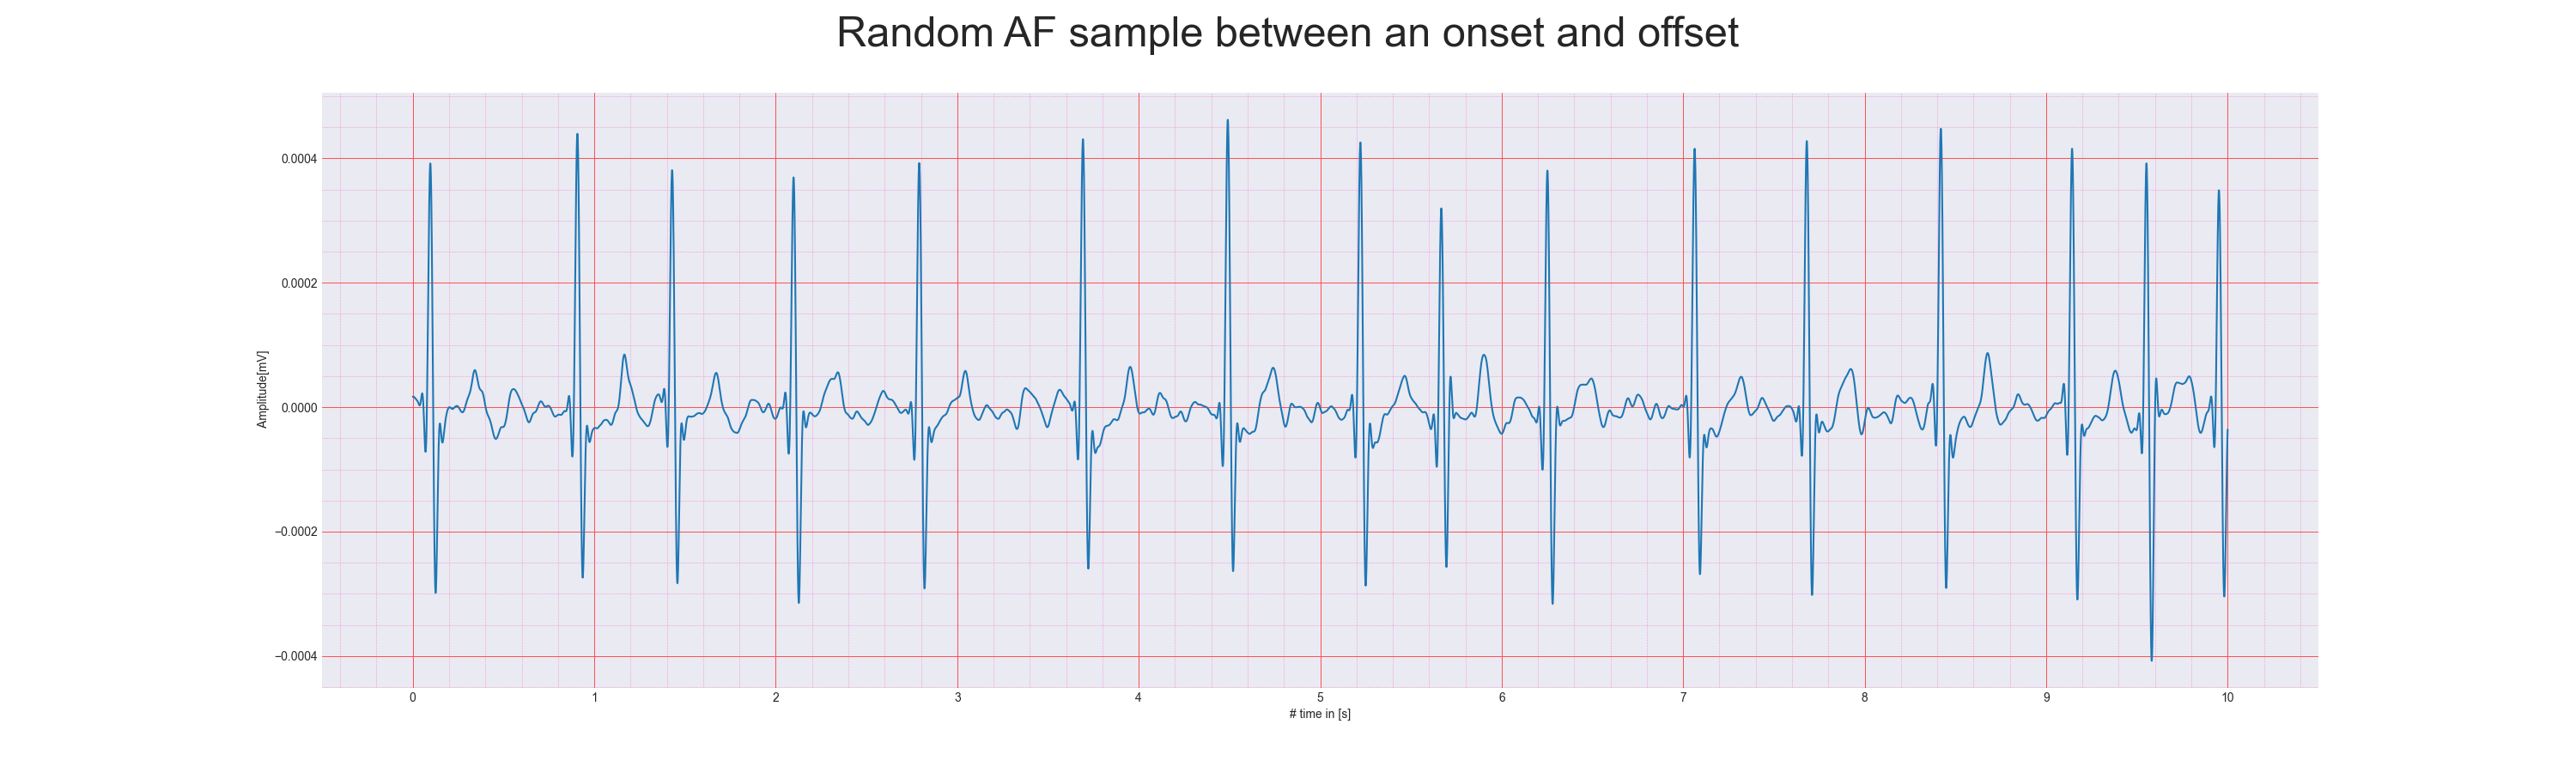 Random AF sample between an onset and offset
0.0004
0.0002
0.0000
−0.0002
−0.0004
Amplitude[mV]
0 1 2 3 4 5 6 7 8 9 10
# time in [s]